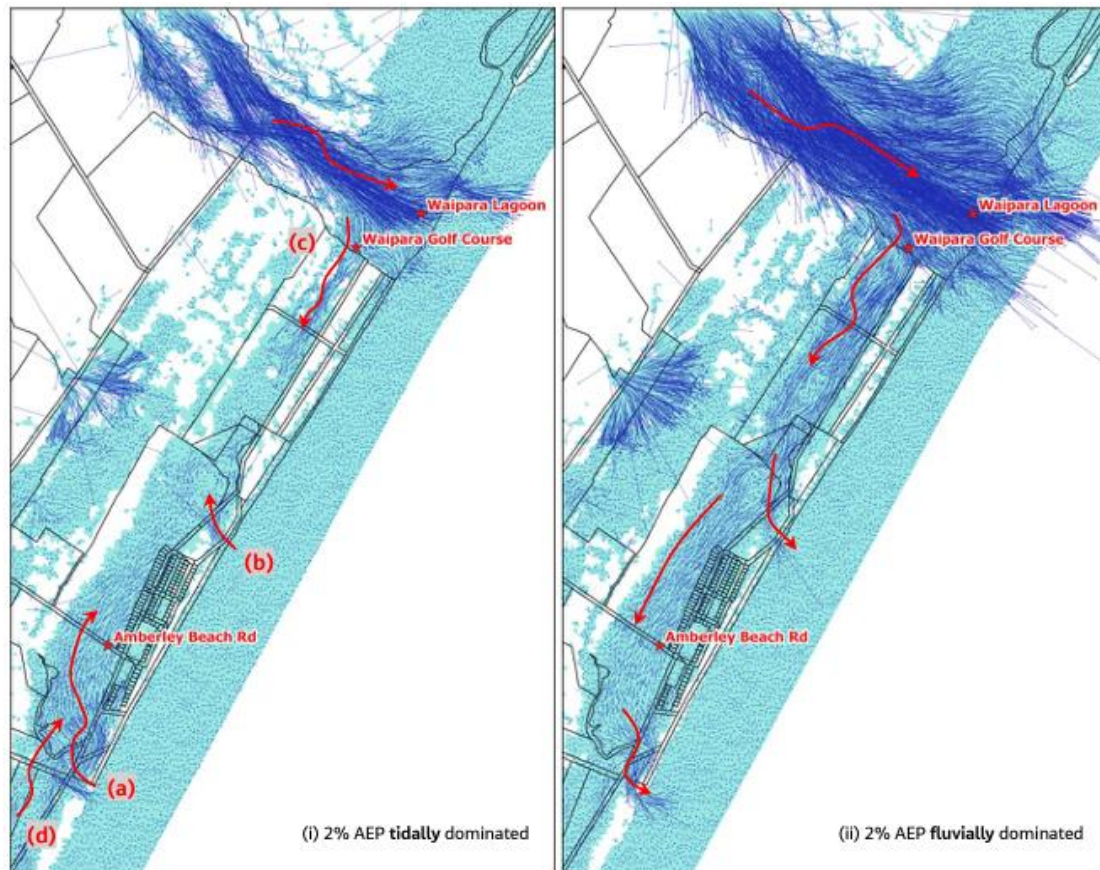 Waipara Lagoon
Waipara Golf Course
(c)
(b)
Amberley Beach Rd
(a)
(d)
(i) 2% AEP tidally dominated
Waipara Lagoon
Waipara Golf Course
Amberley Beach Rd
(ii) 2% AEP fluvially dominated